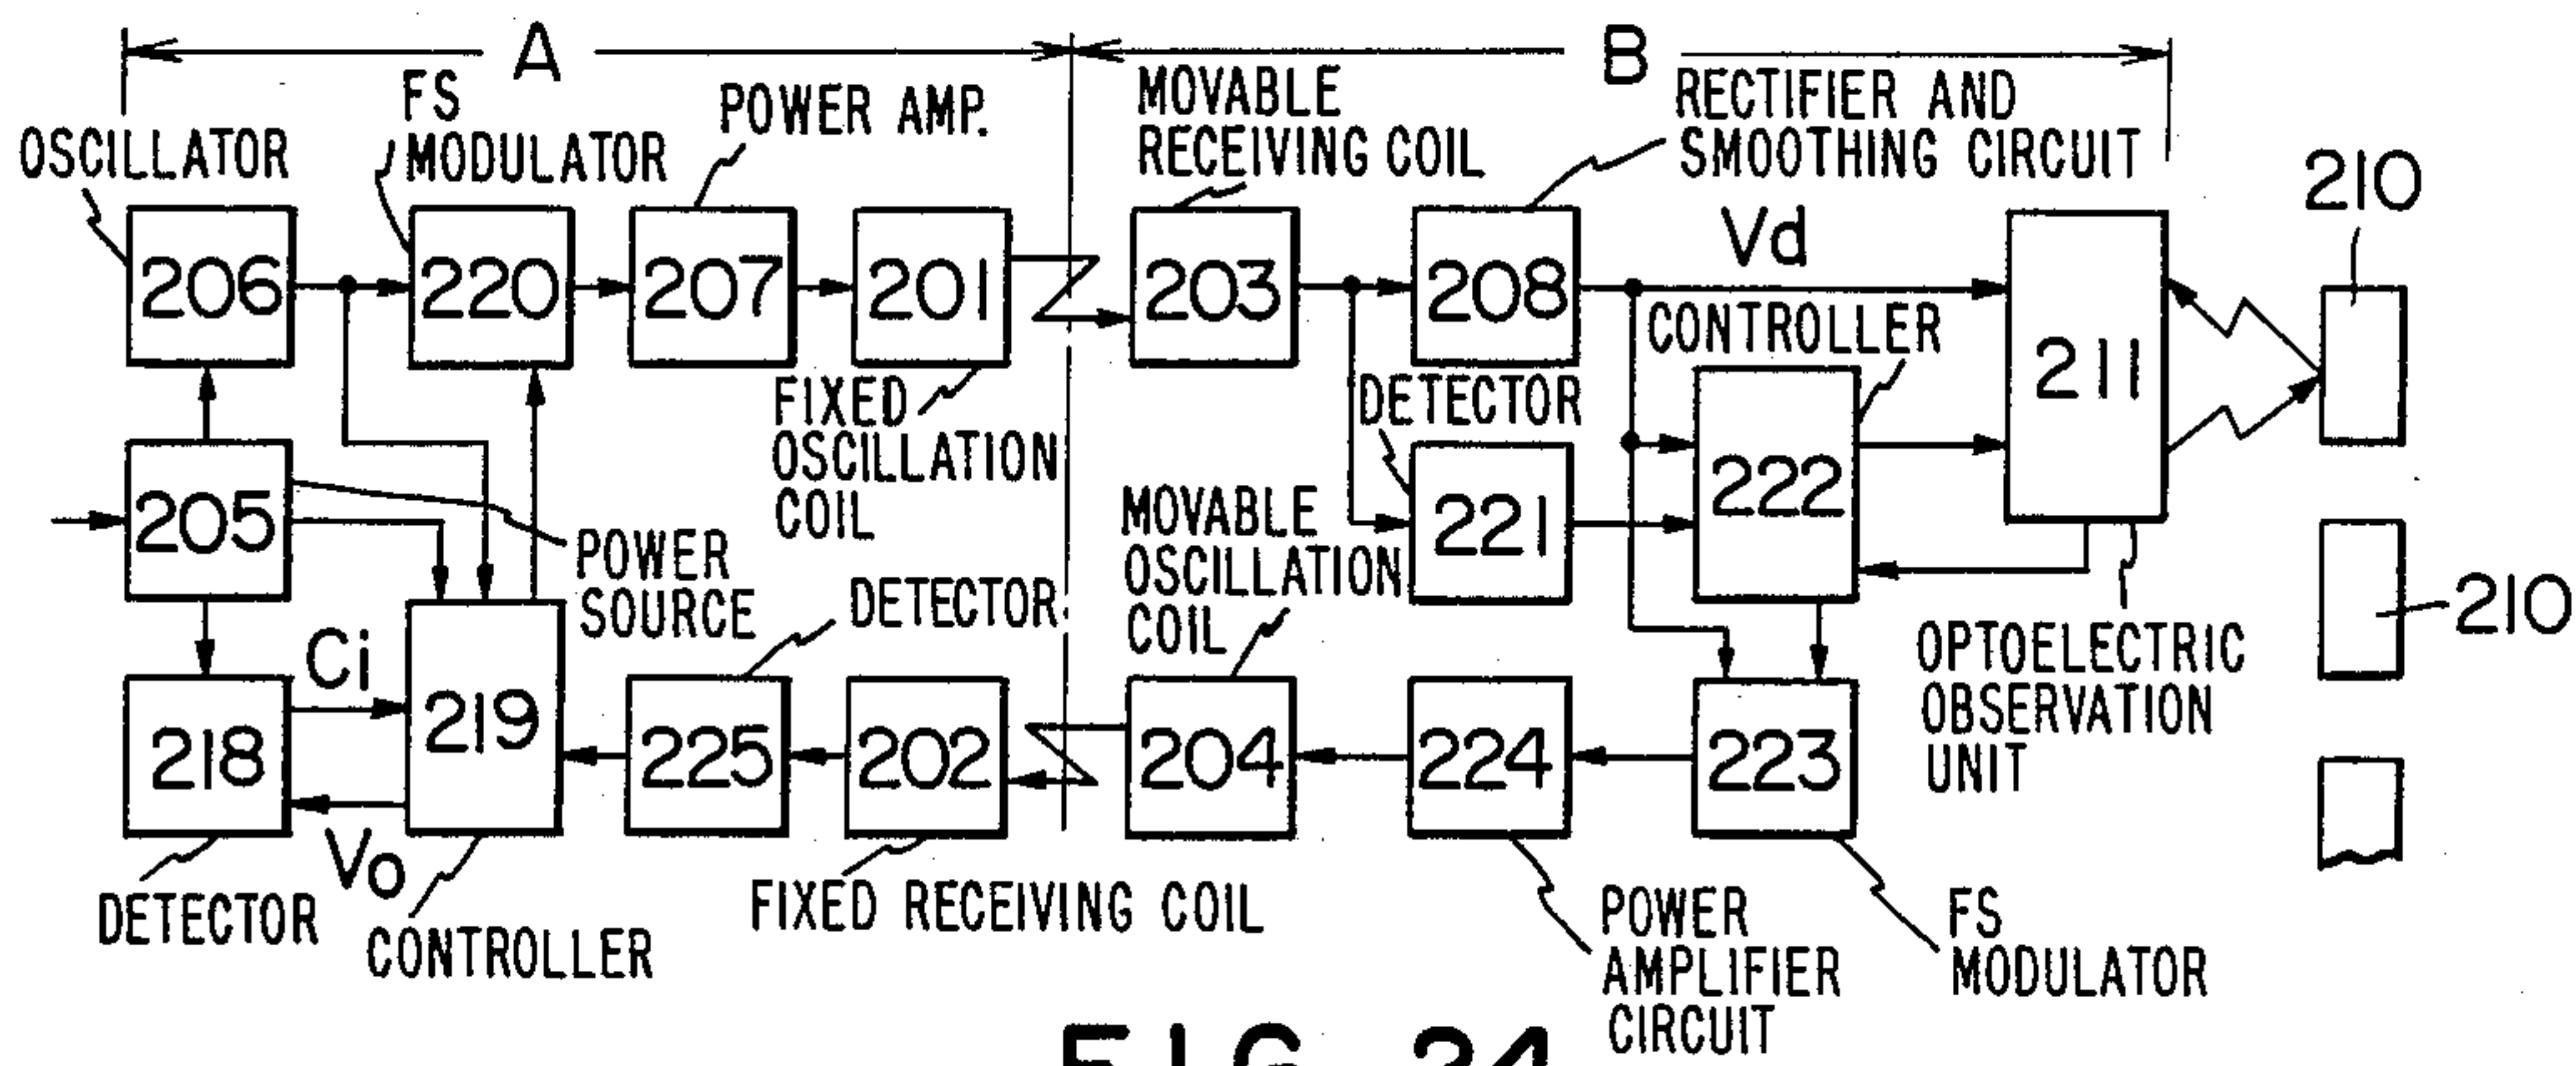 A
B
FS
MODULATOR
POWER AMP.
MOVABLE
RECEIVING COIL
RECTIFIER AND
SMOOTHING CIRCUIT
OSCILLATOR
210
206
220
207
201
203
208
Vd
211
210
CONTROLLER
DETECTOR
FIXED
OSCILLATION
COIL
205
POWER
SOURCE
221
222
MOVABLE
OSCILLATION
COIL
DETECTOR
OPTOELECTRIC
OBSERVATION
UNIT
Ci
218
219
225
202
204
224
223
Vo
DETECTOR
CONTROLLER
FIXED RECEIVING COIL
POWER
AMPLIFIER
CIRCUIT
FS
MODULATOR